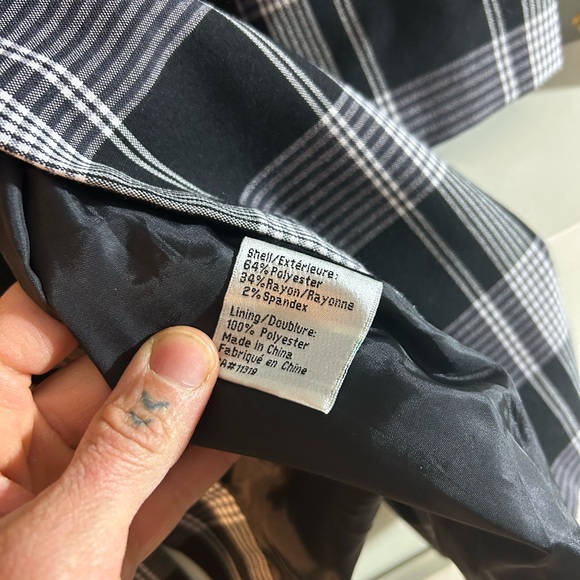 Shell/Extérieure:
64% Polyester
34% Rayon/Rayonne
2% Spandex
Lining/Doublure:
100% Polyester
Made in China
Fabriqué en Chine
A#11319